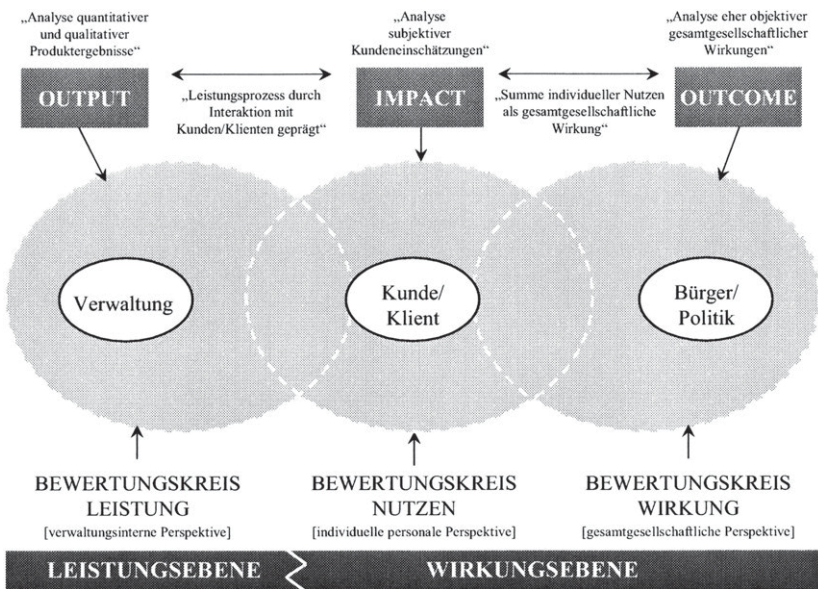 „Analyse quantitativer
und qualitativer
Produktergebnisse“
„Analyse
subjektiver
Kundeneinschätzungen“
„Analyse eher objektiver
gesamtgesellschaftlicher
Wirkungen“
OUTPUT
IMPACT
OUTCOME
„Leistungsprozess durch
Interaktion mit
Kunden/Klienten geprägt“
„Summe individueller Nutzen
als gesamtgesellschaftliche
Wirkung“
Verwaltung
Kunde/
Klient
Bürger/
Politik
BEWERTUNGSKREIS
LEISTUNG
[verwaltungsinterne Perspektive]
BEWERTUNGSKREIS
NUTZEN
[individuelle personale Perspektive]
BEWERTUNGSKREIS
WIRKUNG
[gesamtgesellschaftliche Perspektive]
LEISTUNGSEBENE
WIRKUNGSEBENE